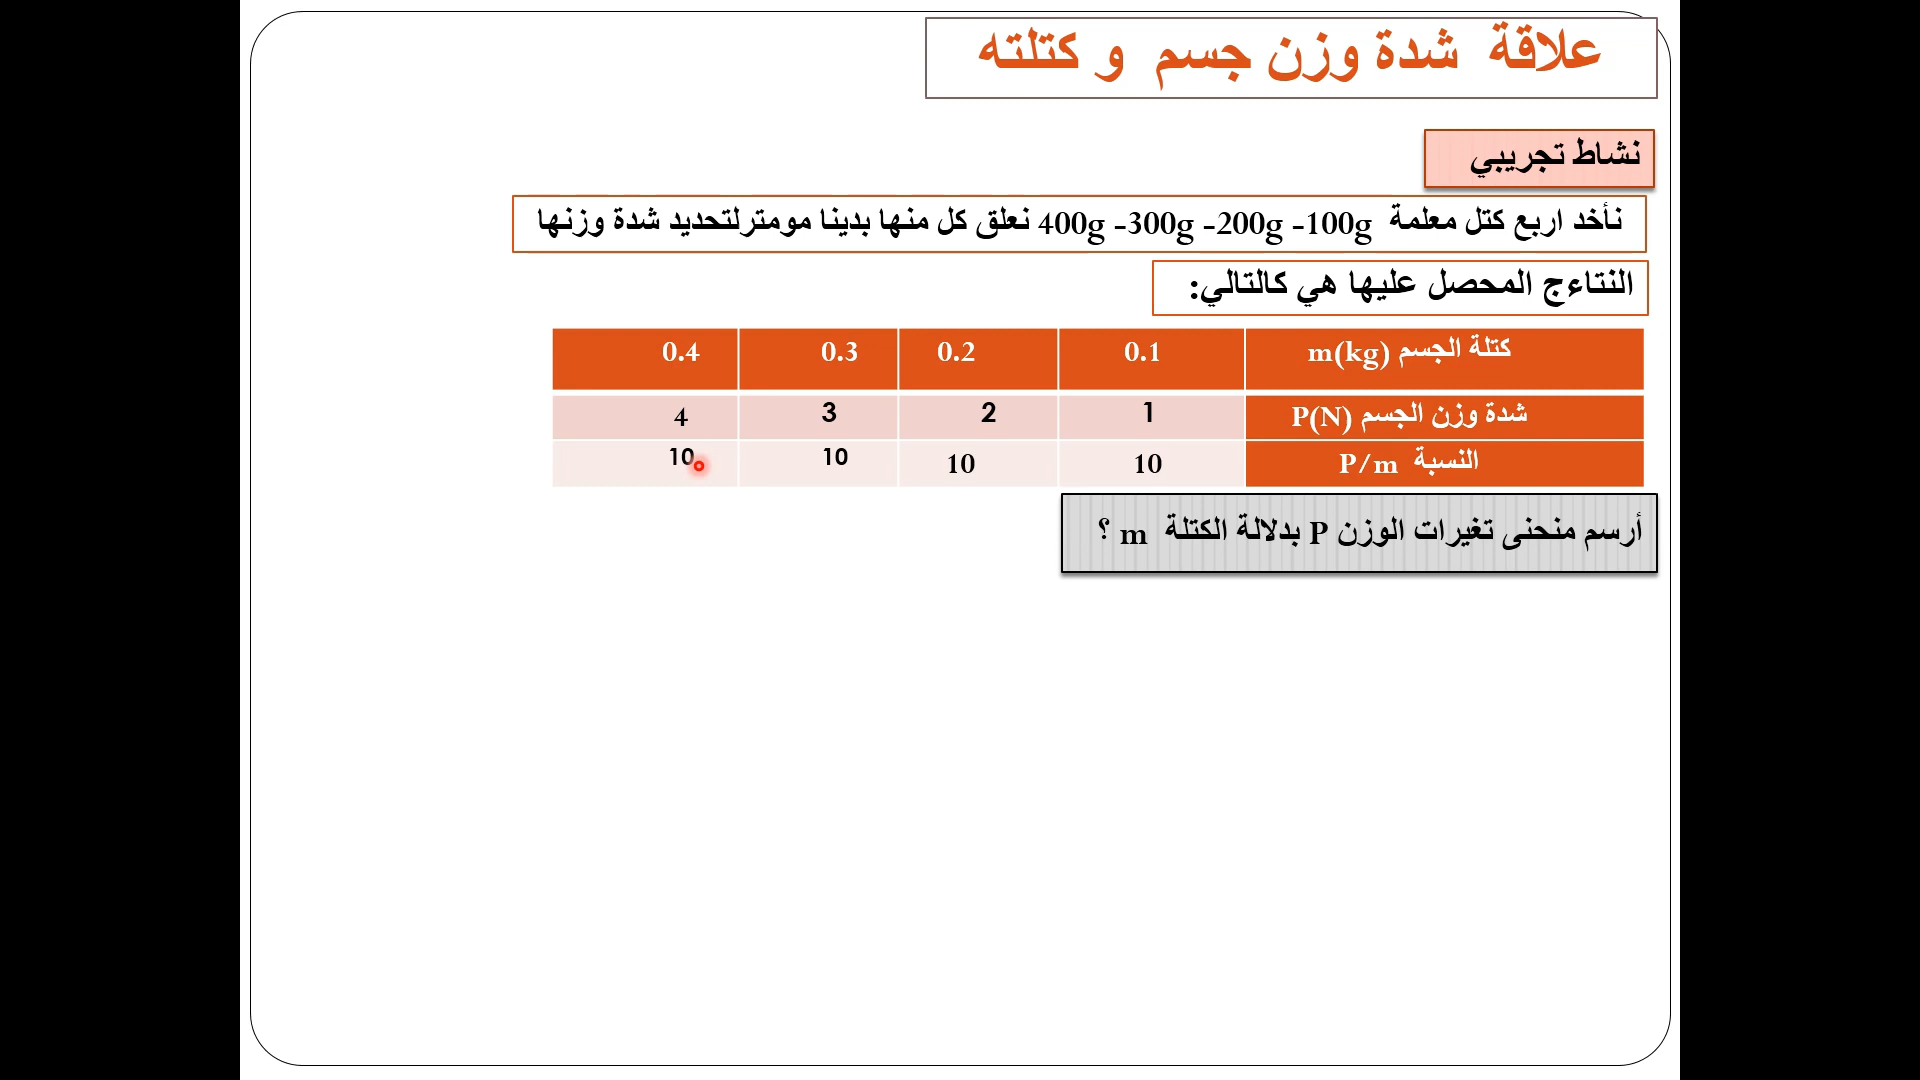 علاقة شدة وزن جسم و كتلته
نشاط تجريبي
نأخد اربع كتل معلمة 100g- 200g- 300g- 400g نعلق كل منها بدينا مومترلتحديد شدة وزنها
النتاءج المحصل عليها هي كالتالي:
كتلة الجسم m(kg) 0.1 0.2 0.3 0.4
شدة وزن الجسم P(N) 1 2 3 4
النسبة P/m 10 10 10 10
أرسم منحنى تغيرات الوزن P بدلالة الكتلة m ؟